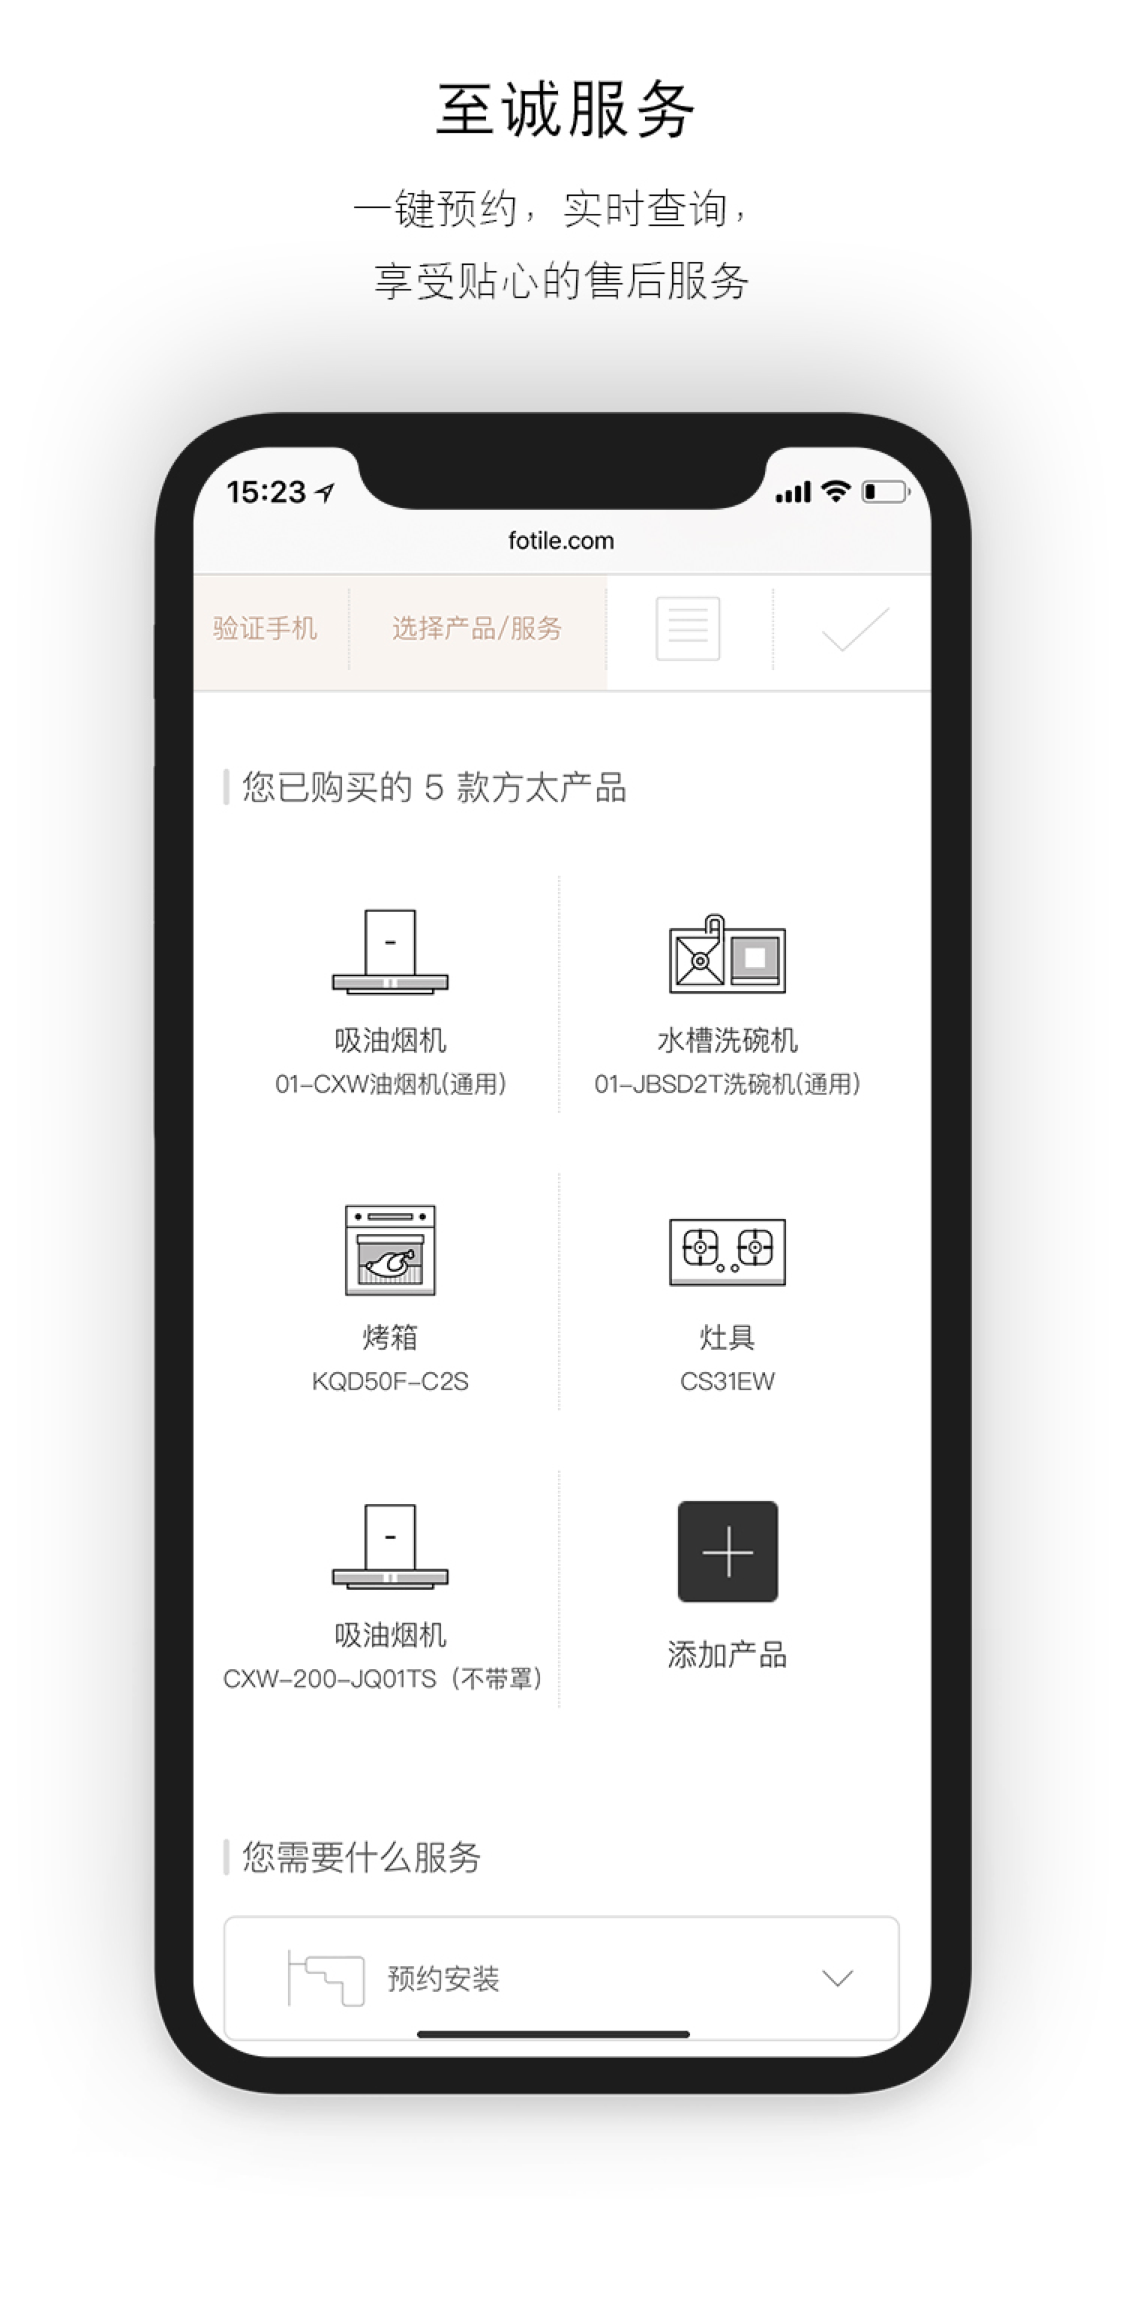 至诚服务
一键预约，实时查询，
享受贴心的售后服务
15:23
fotile.com
验证手机 选择产品/服务
您已购买的 5 款方太产品
吸油烟机
01-CXW油烟机(通用)
水槽洗碗机
01-JBSD2T洗碗机(通用)
烤箱
KQD50F-C2S
灶具
CS31EW
吸油烟机
CXW-200-JQ01TS（不带罩）
添加产品
您需要什么服务
预约安装